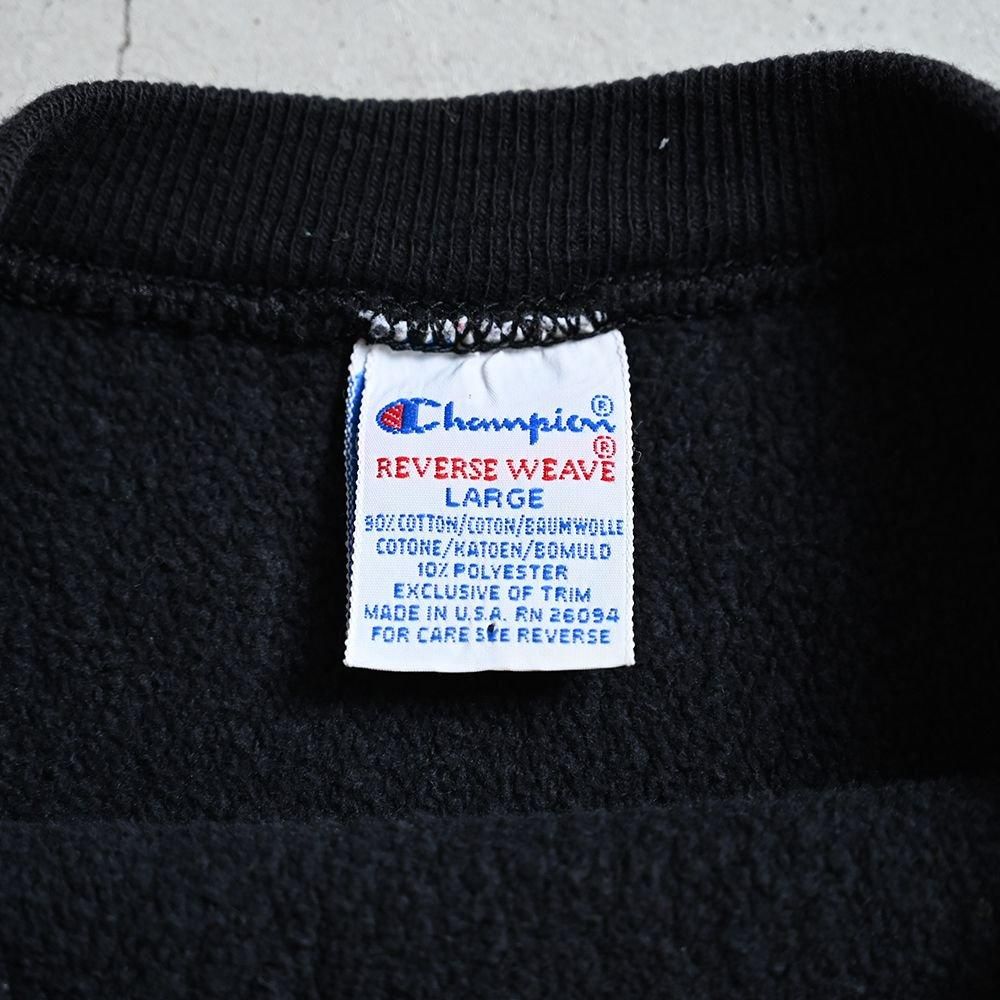 Champion®
REVERSE WEAVE®
LARGE
90% COTTON/COTON/BAUMWOLLE
COTONE/KATOEN/BOMULD
10% POLYESTER
EXCLUSIVE OF TRIM
MADE IN U.S.A. RN 26094
FOR CARE SEE REVERSE